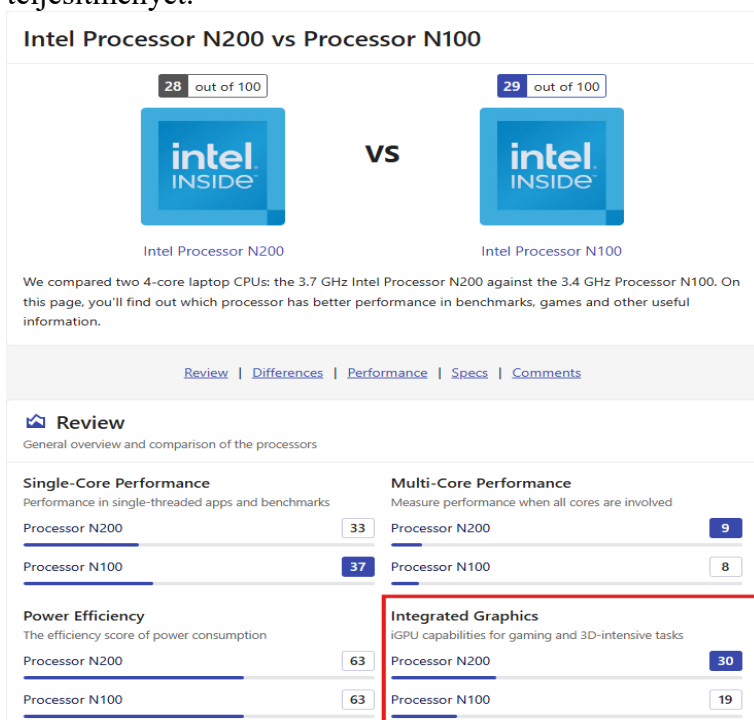 teljesítményét.
Intel Processor N200 vs Processor N100
28 out of 100
29 out of 100
intel.
INSIDE™
vs
intel.
INSIDE™
Intel Processor N200
Intel Processor N100
We compared two 4-core laptop CPUs: the 3.7 GHz Intel Processor N200 against the 3.4 GHz Processor N100. On
this page, you'll find out which processor has better performance in benchmarks, games and other useful
information.
Review | Differences | Performance | Specs | Comments
Review
General overview and comparison of the processors
Single-Core Performance
Performance in single-threaded apps and benchmarks
Processor N200 33
Processor N100 37
Multi-Core Performance
Measure performance when all cores are involved
Processor N200 9
Processor N100 8
Power Efficiency
The efficiency score of power consumption
Processor N200 63
Processor N100 63
Integrated Graphics
iGPU capabilities for gaming and 3D-intensive tasks
Processor N200 30
Processor N100 19